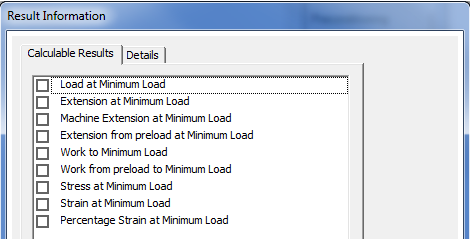 Result Information
Calculable Results
Details
Load at Minimum Load
Extension at Minimum Load
Machine Extension at Minimum Load
Extension from preload at Minimum Load
Work to Minimum Load
Work from preload to Minimum Load
Stress at Minimum Load
Strain at Minimum Load
Percentage Strain at Minimum Load